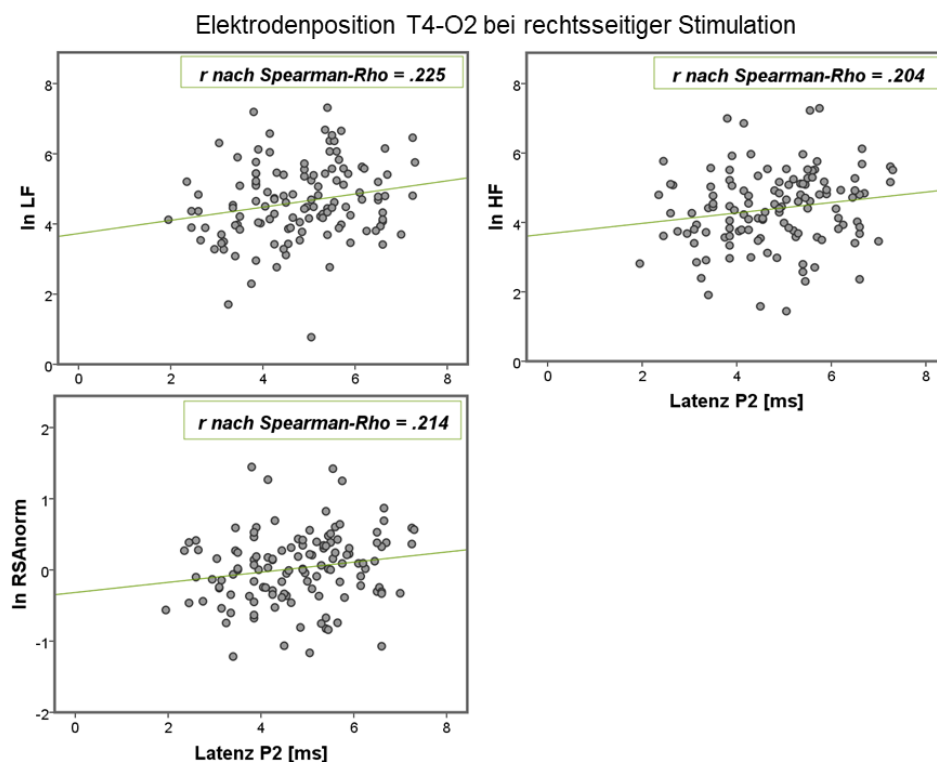 Elektrodenposition T4-O2 bei rechtsseitiger Stimulation
r nach Spearman-Rho = .225
8
6
4
2
0
ln LF
0 2 4 6 8
r nach Spearman-Rho = .204
8
6
4
2
0
ln HF
0 2 4 6 8
Latenz P2 [ms]
r nach Spearman-Rho = .214
2
1
0
-1
-2
ln RSAnorm
0 2 4 6 8
Latenz P2 [ms]